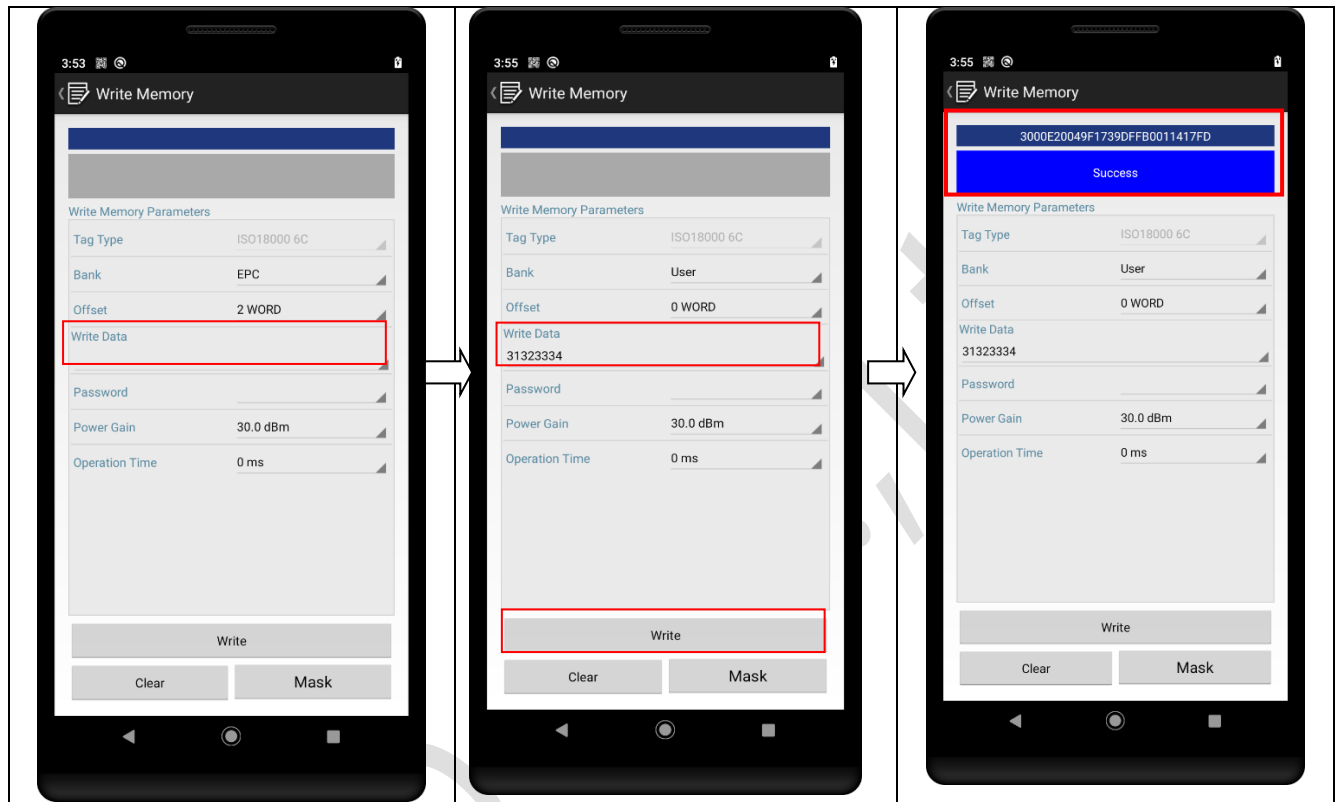 3:53
Write Memory
Write Memory Parameters
Tag Type ISO18000 6C
Bank EPC
Offset 2 WORD
Write Data
Password
Power Gain 30.0 dBm
Operation Time 0 ms
Write
Clear Mask
3:55
Write Memory
Write Memory Parameters
Tag Type ISO18000 6C
Bank User
Offset 0 WORD
Write Data
31323334
Password
Power Gain 30.0 dBm
Operation Time 0 ms
Write
Clear Mask
3:55
Write Memory
3000E20049F1739DFFB0011417FD
Success
Write Memory Parameters
Tag Type ISO18000 6C
Bank User
Offset 0 WORD
Write Data
31323334
Password
Power Gain 30.0 dBm
Operation Time 0 ms
Write
Clear Mask